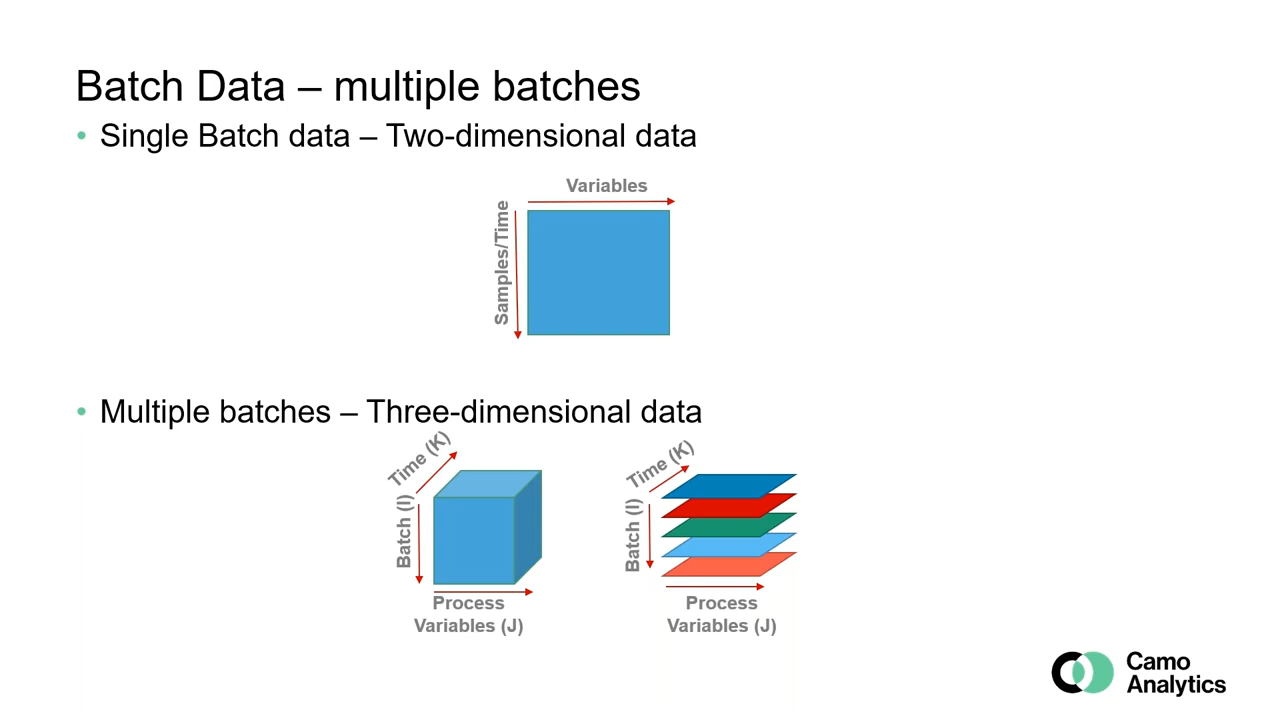 Batch Data – multiple batches
• Single Batch data – Two-dimensional data
Variables
Samples/Time
• Multiple batches – Three-dimensional data
Time (K)
Batch (I)
Process
Variables (J)
Time (K)
Batch (I)
Process
Variables (J)
Camo
Analytics